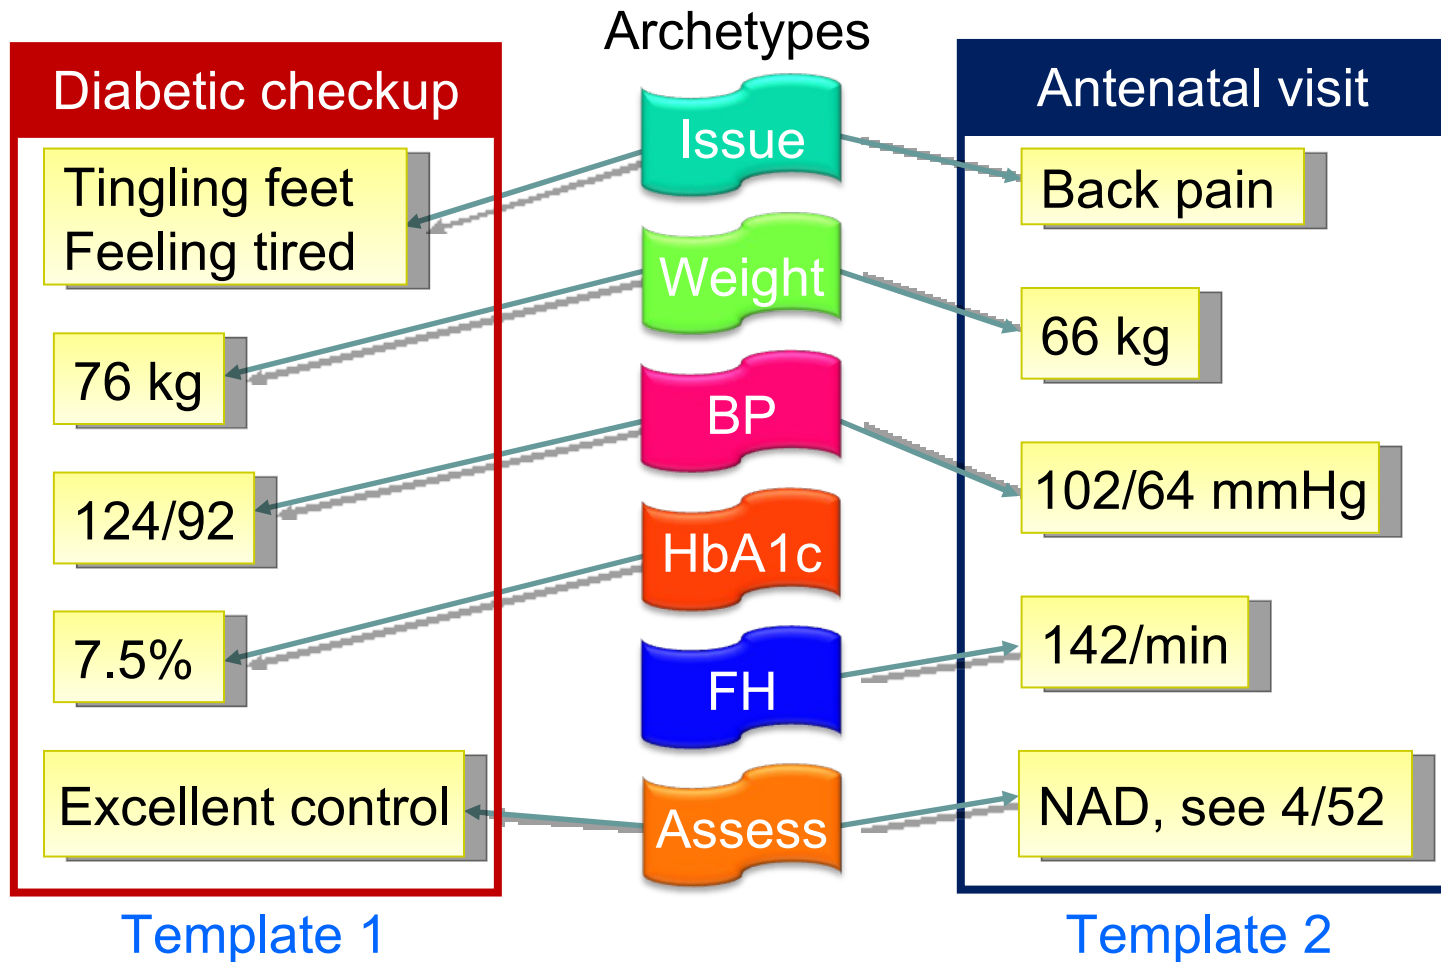 Archetypes
Diabetic checkup
Tingling feet
Feeling tired
76 kg
124/92
7.5%
Excellent control
Template 1
Issue
Weight
BP
HbA1c
FH
Assess
Antenatal visit
Back pain
66 kg
102/64 mmHg
142/min
NAD, see 4/52
Template 2